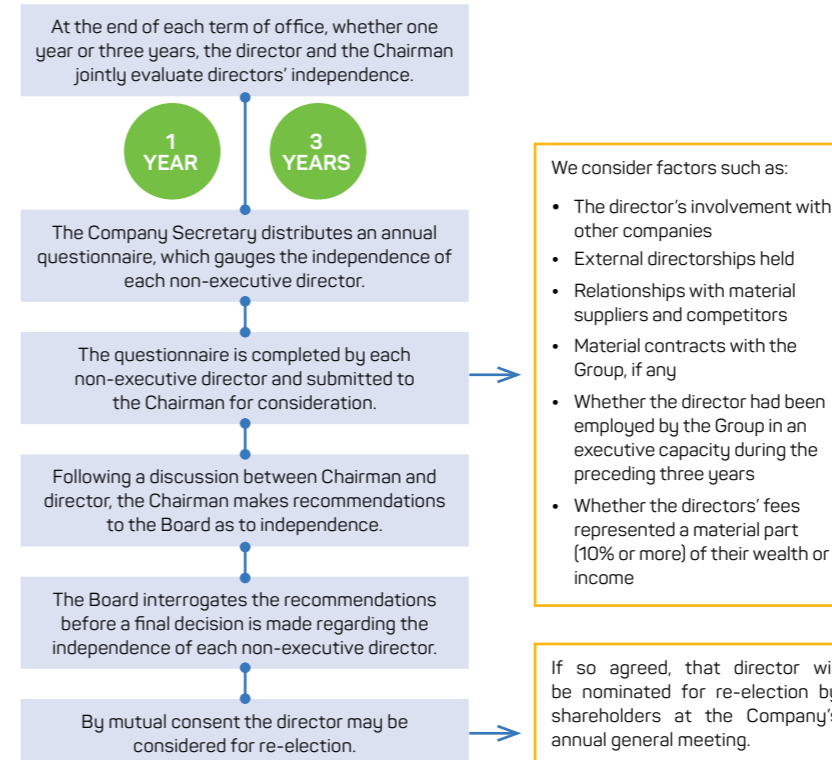 At the end of each term of office, whether one
year or three years, the director and the Chairman
jointly evaluate directors' independence.
1
YEAR
3
YEARS
The Company Secretary distributes an annual
questionnaire, which gauges the independence of
each non-executive director.
The questionnaire is completed by each
non-executive director and submitted to
the Chairman for consideration.
We consider factors such as:
• The director's involvement with
other companies
• External directorships held
• Relationships with material
suppliers and competitors
• Material contracts with the
Group, if any
• Whether the director had been
employed by the Group in an
executive capacity during the
preceding three years
• Whether the directors' fees
represented a material part
(10% or more) of their wealth or
income
Following a discussion between Chairman and
director, the Chairman makes recommendations
to the Board as to independence.
The Board interrogates the recommendations
before a final decision is made regarding the
independence of each non-executive director.
By mutual consent the director may be
considered for re-election.
If so agreed, that director
be nominated for re-election
shareholders at the Company's
annual general meeting.